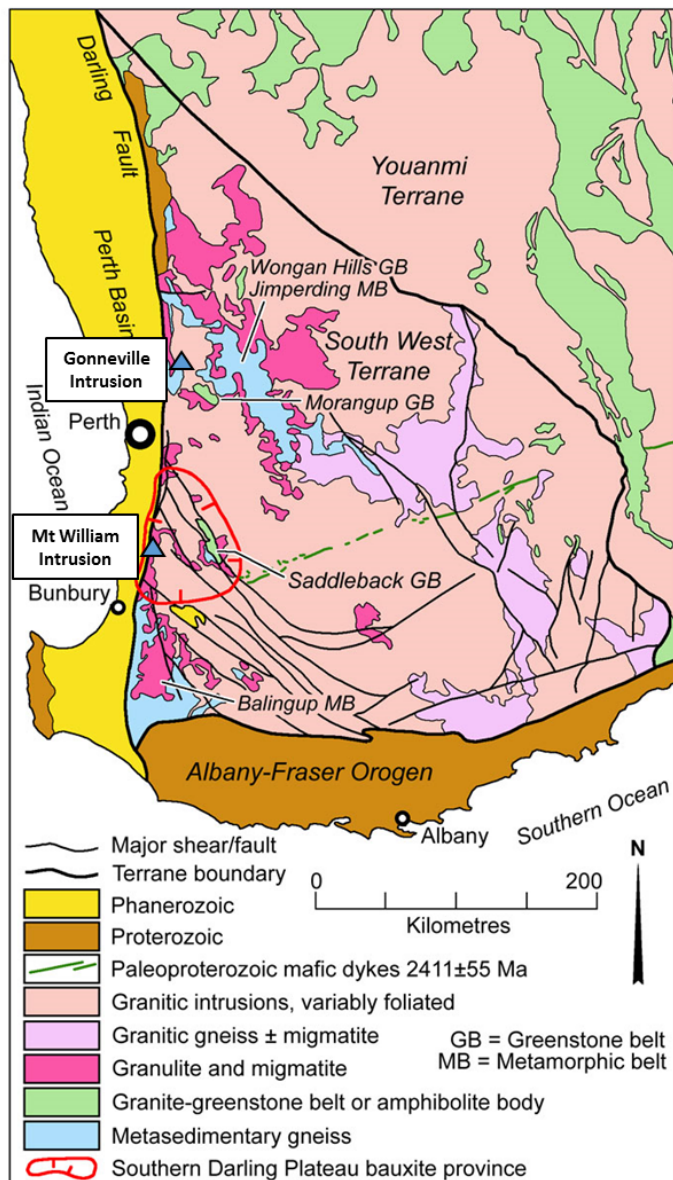 Darling
Fault
Perth Basin
Youanmi
Terrane
Wongan Hills GB
Jimperding MB
South West
Terrane
Gonneville
Intrusion
Morangup GB
Indian Ocean
Perth
Mt William
Intrusion
Saddleback GB
Bunbury
Balingup MB
Albany-Fraser Orogen
Albany
Southern Ocean
Major shear/fault
Terrane boundary
0
200
Kilometres
N
Phanerozoic
Proterozoic
Paleoproterozoic mafic dykes 2411±55 Ma
Granitic intrusions, variably foliated
Granitic gneiss ± migmatite
GB = Greenstone belt
MB = Metamorphic belt
Granulite and migmatite
Granite-greenstone belt or amphibolite body
Metasedimentary gneiss
Southern Darling Plateau bauxite province